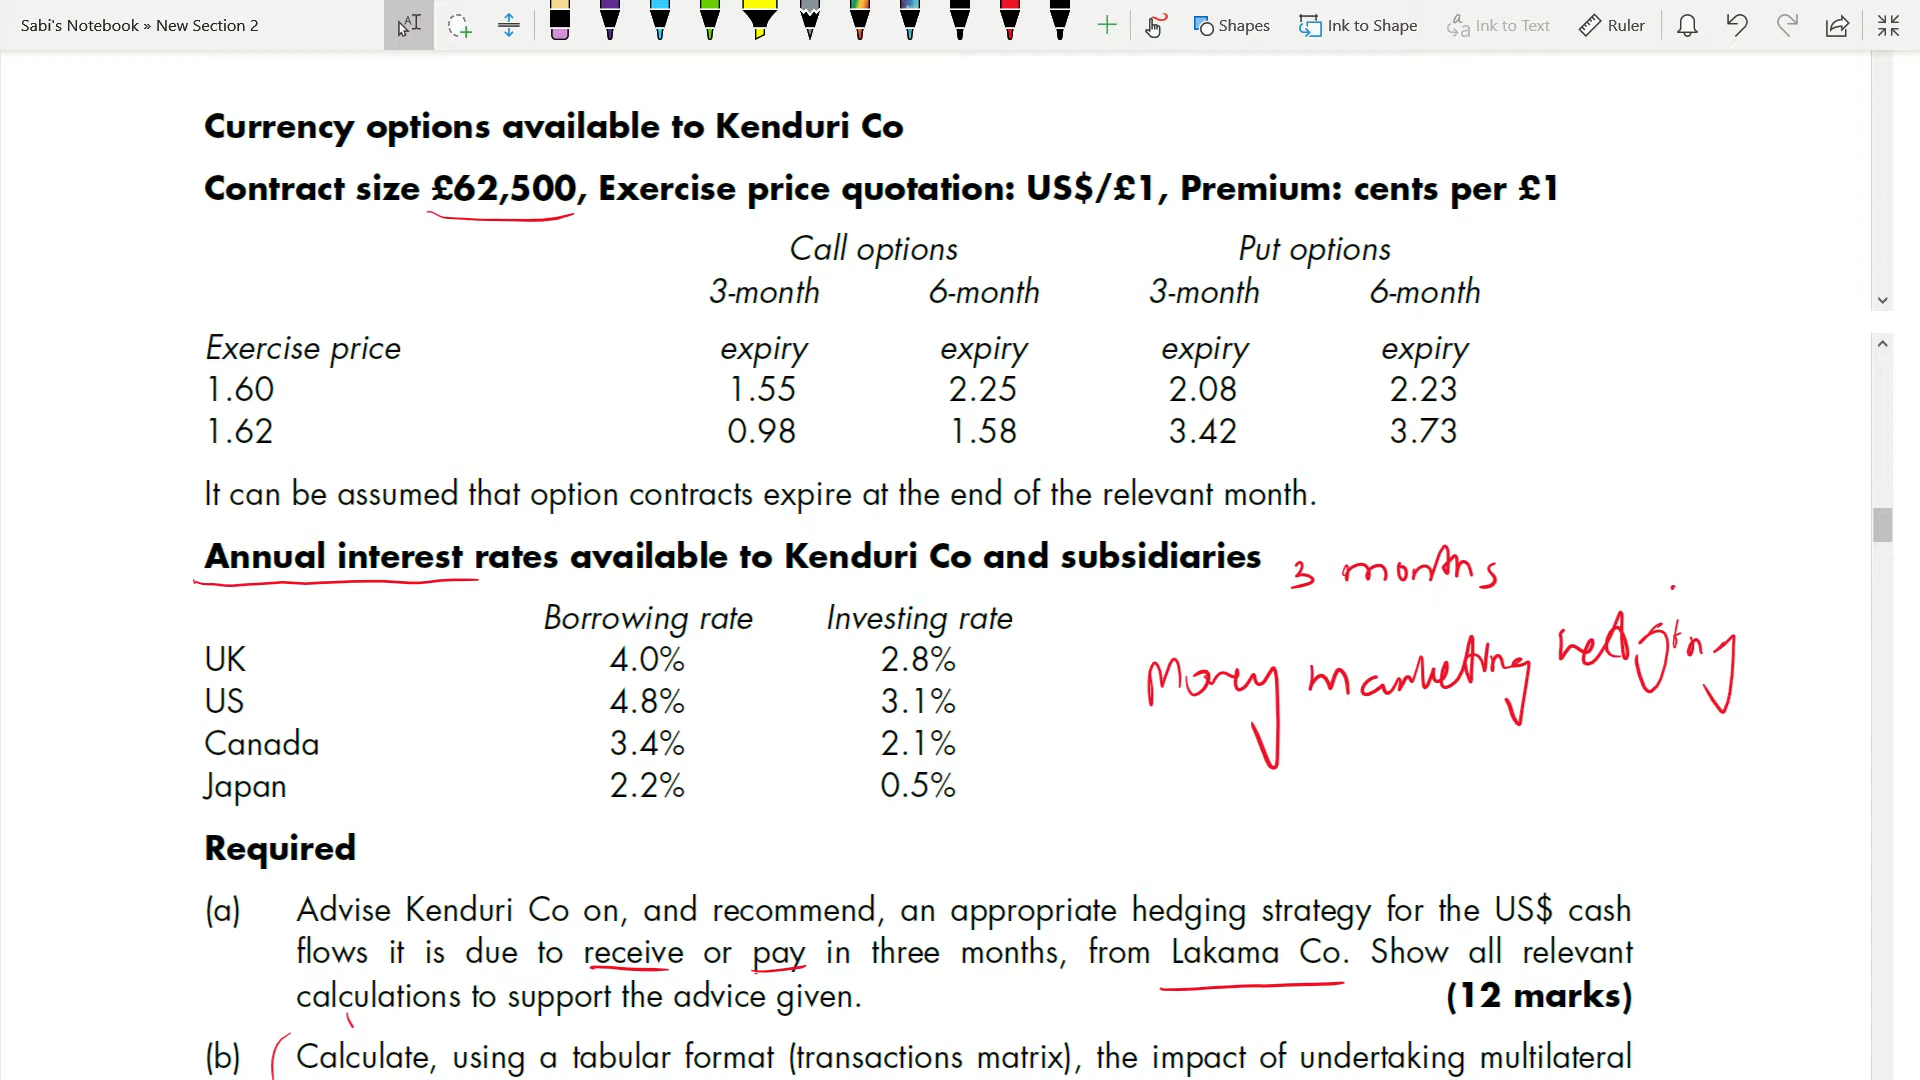 Sabi's Notebook » New Section 2
Shapes
Ink to Shape
Ink to Text
Ruler
Currency options available to Kenduri Co
Contract size £62,500, Exercise price quotation: US$/£1, Premium: cents per £1
Call options Put options
3-month 6-month 3-month 6-month
Exercise price expiry expiry expiry expiry
1.60 1.55 2.25 2.08 2.23
1.62 0.98 1.58 3.42 3.73
It can be assumed that option contracts expire at the end of the relevant month.
Annual interest rates available to Kenduri Co and subsidiaries
3 months
Borrowing rate Investing rate
UK 4.0% 2.8%
US 4.8% 3.1%
Canada 3.4% 2.1%
Japan 2.2% 0.5%
Money marketing hedging
Required
(a) Advise Kenduri Co on, and recommend, an appropriate hedging strategy for the US$ cash
flows it is due to receive or pay in three months, from Lakama Co. Show all relevant
calculations to support the advice given. (12 marks)
(b) Calculate, using a tabular format (transactions matrix), the impact of undertaking multilateral